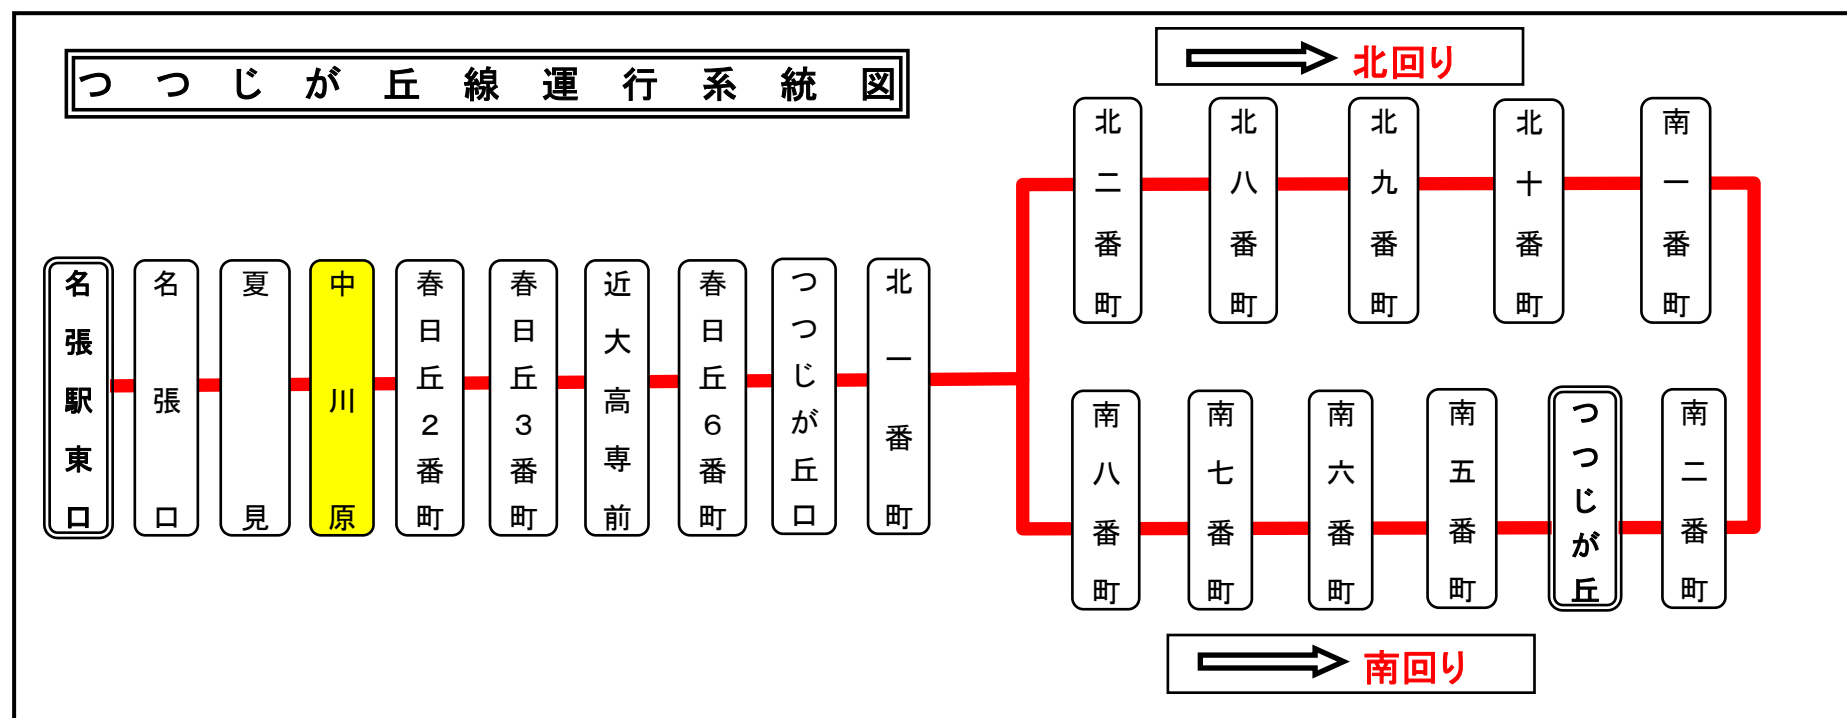 つつじが丘線運行系統図
北回り
北二番町
北八番町
北九番町
北十番町
南一番町
名張駅東口
名張口
夏見
中川原
春日丘2番町
春日丘3番町
近大高専前
春日丘6番町
つつじが丘口
北一番町
南八番町
南七番町
南六番町
南五番町
つつじが丘
南二番町
南回り